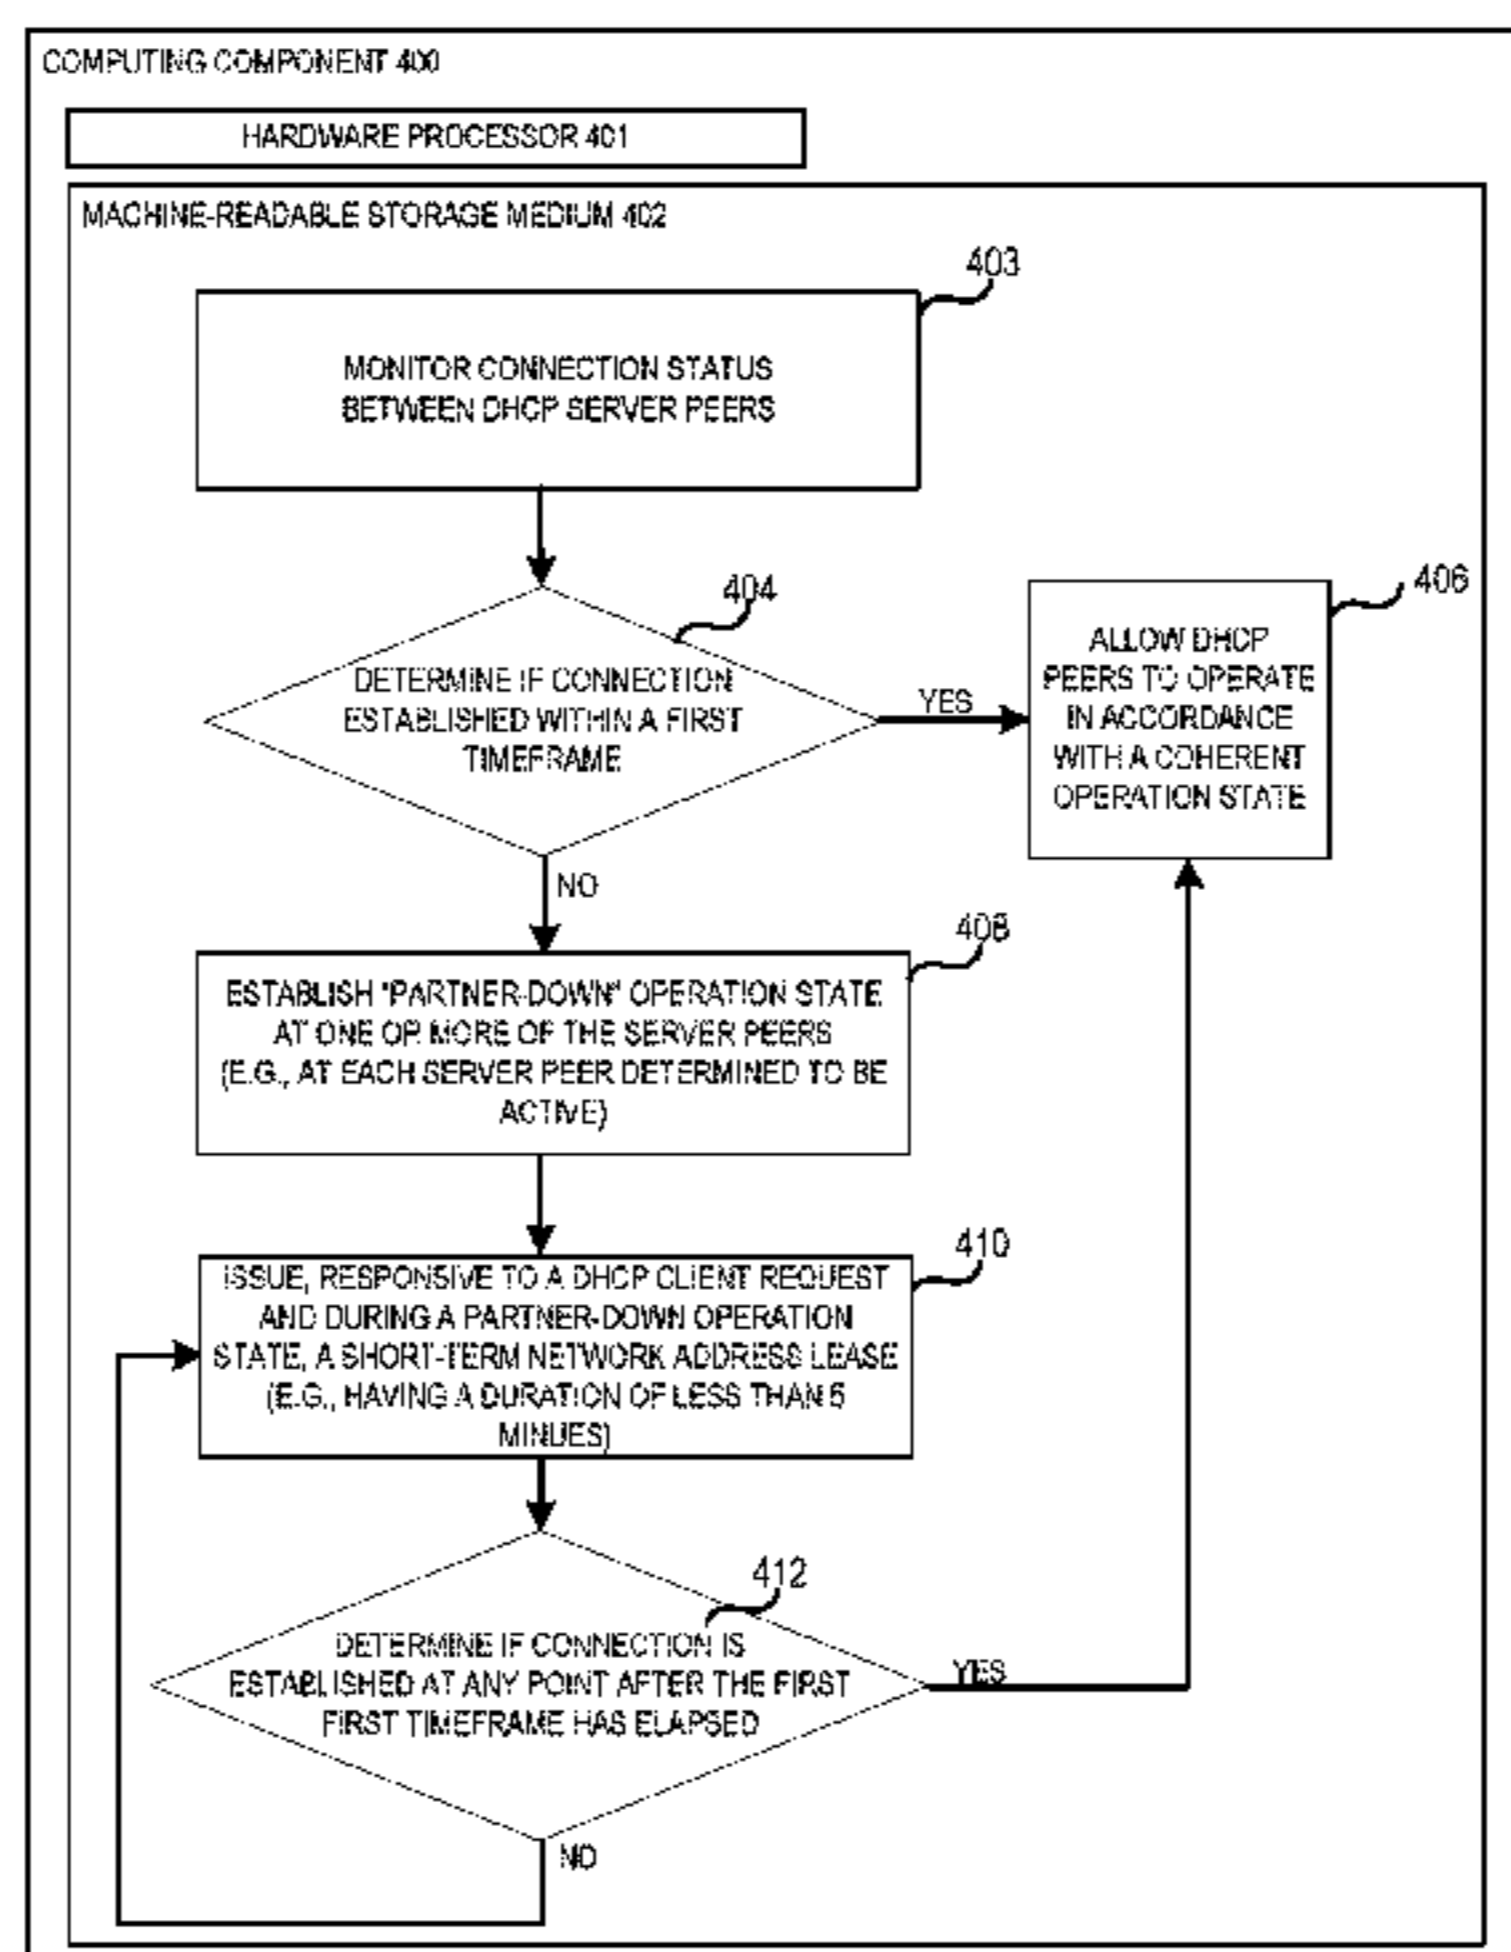 COMPUTING COMPONENT 400
HARDWARE PROCESSOR 401
MACHINE-READABLE STORAGE MEDIUM 402
403
MONITOR CONNECTION STATUS
BETWEEN DHCP SERVER PEERS
404
DETERMINE IF CONNECTION
ESTABLISHED WITHIN A FIRST
TIMEFRAME
YES
406
ALLOW DHCP
PEERS TO OPERATE
IN ACCORDANCE
WITH A COHERENT
OPERATION STATE
NO
408
ESTABLISH "PARTNER-DOWN" OPERATION STATE
AT ONE OR MORE OF THE SERVER PEERS
(E.G., AT EACH SERVER PEER DETERMINED TO BE
ACTIVE)
410
ISSUE, RESPONSIVE TO A DHCP CLIENT REQUEST
AND DURING A PARTNER-DOWN OPERATION
STATE, A SHORT-TERM NETWORK ADDRESS LEASE
(E.G., HAVING A DURATION OF LESS THAN 5
MINUES)
412
DETERMINE IF CONNECTION IS
ESTABLISHED AT ANY POINT AFTER THE FIRST
FIRST TIMEFRAME HAS ELAPSED
YES
NO